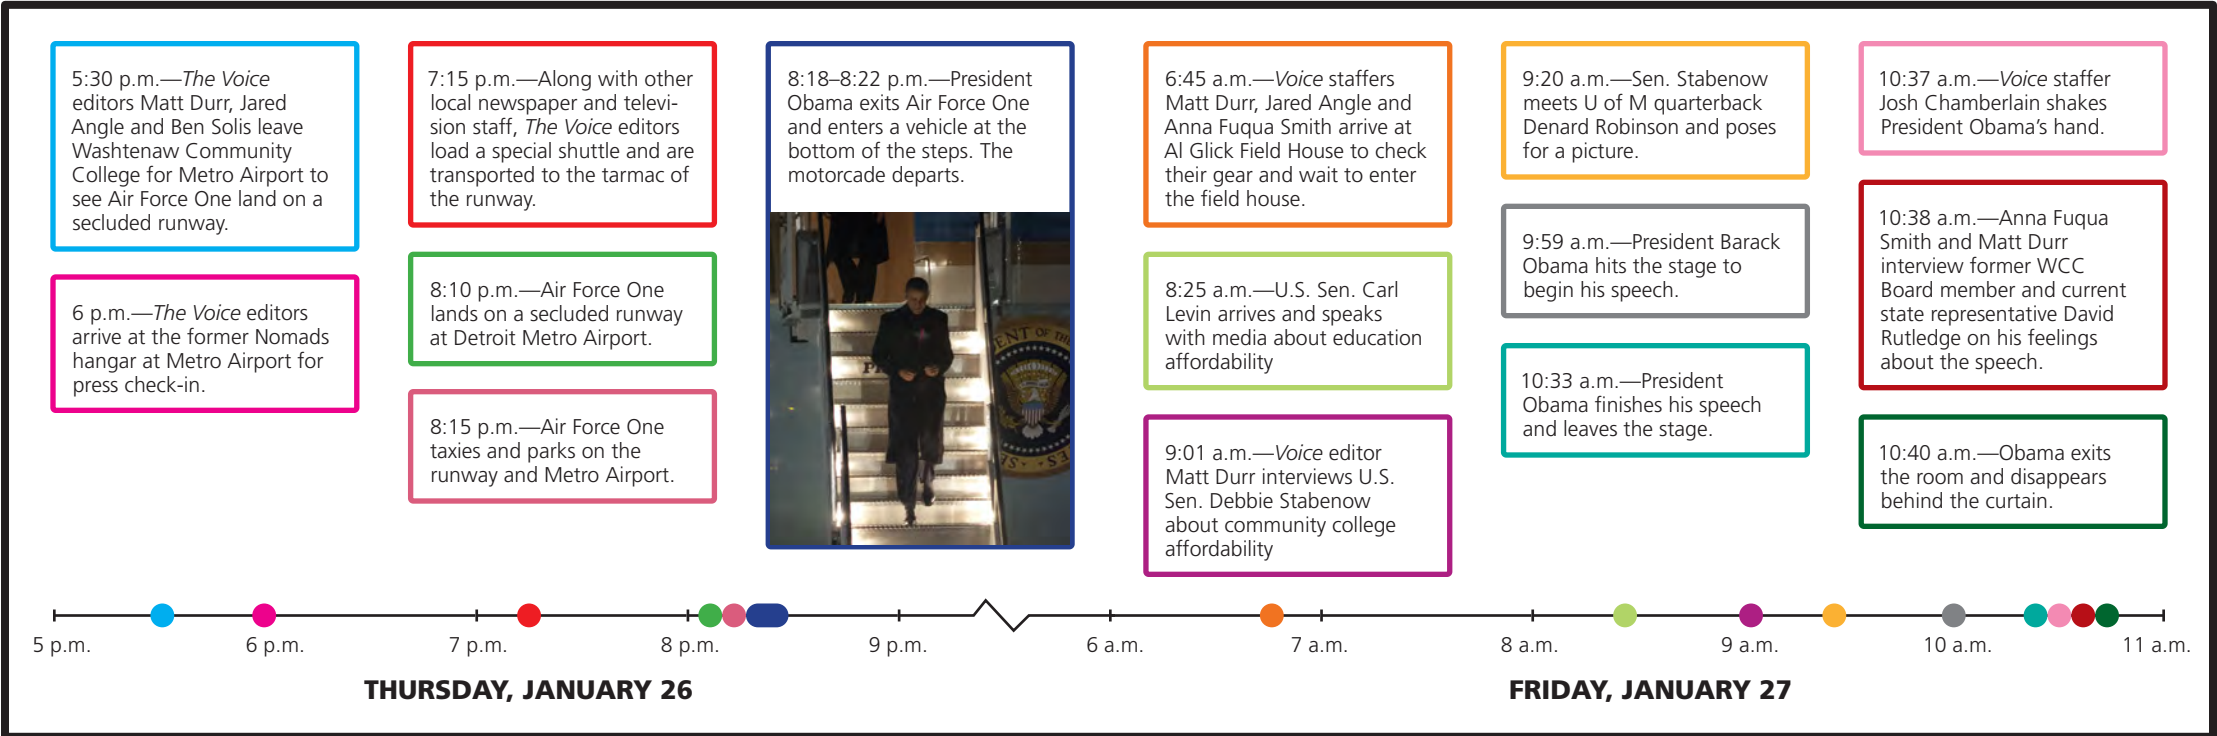 5:30 p.m.—The Voice
editors Matt Durr, Jared
Angle and Ben Solis leave
Washtenaw Community
College for Metro Airport to
see Air Force One land on a
secluded runway.
6 p.m.—The Voice editors
arrive at the former Nomads
hangar at Metro Airport for
press check-in.
7:15 p.m.—Along with other
local newspaper and televi-
sion staff, The Voice editors
load a special shuttle and are
transported to the tarmac of
the runway.
8:10 p.m.—Air Force One
lands on a secluded runway
at Detroit Metro Airport.
8:15 p.m.—Air Force One
taxies and parks on the
runway and Metro Airport.
8:18–8:22 p.m.—President
Obama exits Air Force One
and enters a vehicle at the
bottom of the steps. The
motorcade departs.
ENT OF THE
6:45 a.m.—Voice staffers
Matt Durr, Jared Angle and
Anna Fuqua Smith arrive at
Al Glick Field House to check
their gear and wait to enter
the field house.
8:25 a.m.—U.S. Sen. Carl
Levin arrives and speaks
with media about education
affordability
9:01 a.m.—Voice editor
Matt Durr interviews U.S.
Sen. Debbie Stabenow
about community college
affordability
9:20 a.m.—Sen. Stabenow
meets U of M quarterback
Denard Robinson and poses
for a picture.
9:59 a.m.—President Barack
Obama hits the stage to
begin his speech.
10:33 a.m.—President
Obama finishes his speech
and leaves the stage.
10:37 a.m.—Voice staffer
Josh Chamberlain shakes
President Obama's hand.
10:38 a.m.—Anna Fuqua
Smith and Matt Durr
interview former WCC
Board member and current
state representative David
Rutledge on his feelings
about the speech.
10:40 a.m.—Obama exits
the room and disappears
behind the curtain.
5 p.m. 6 p.m. 7 p.m. 8 p.m. 9 p.m. 6 a.m. 7 a.m. 8 a.m. 9 a.m. 10 a.m. 11 a.m.
THURSDAY, JANUARY 26 FRIDAY, JANUARY 27